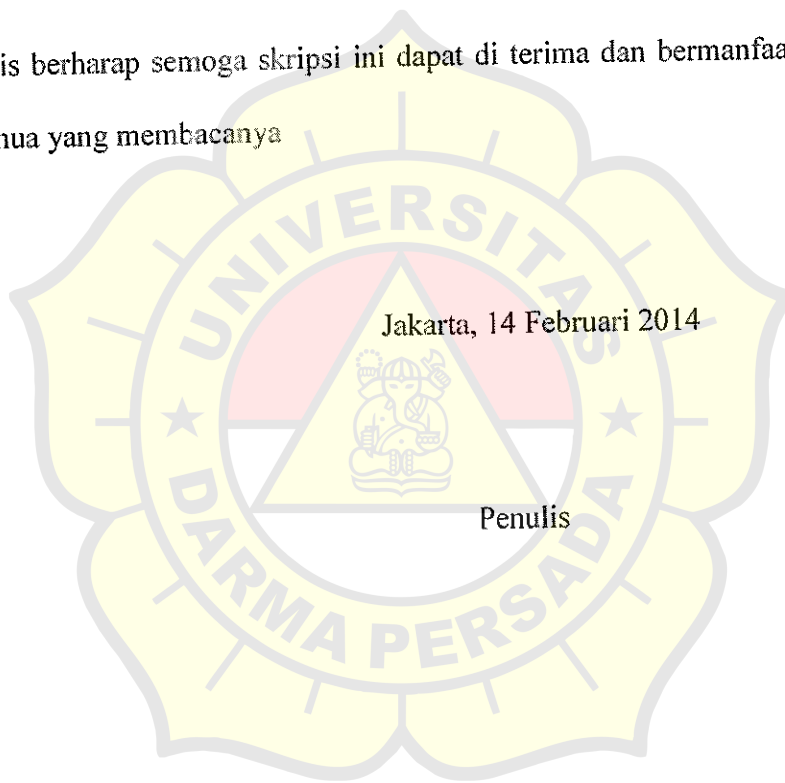 is berharap semoga skripsi ini dapat di terima dan bermanfaa
nua yang membacanya
Jakarta, 14 Februari 2014
Penulis
UNIVERSITAS
DARMA PERSADA